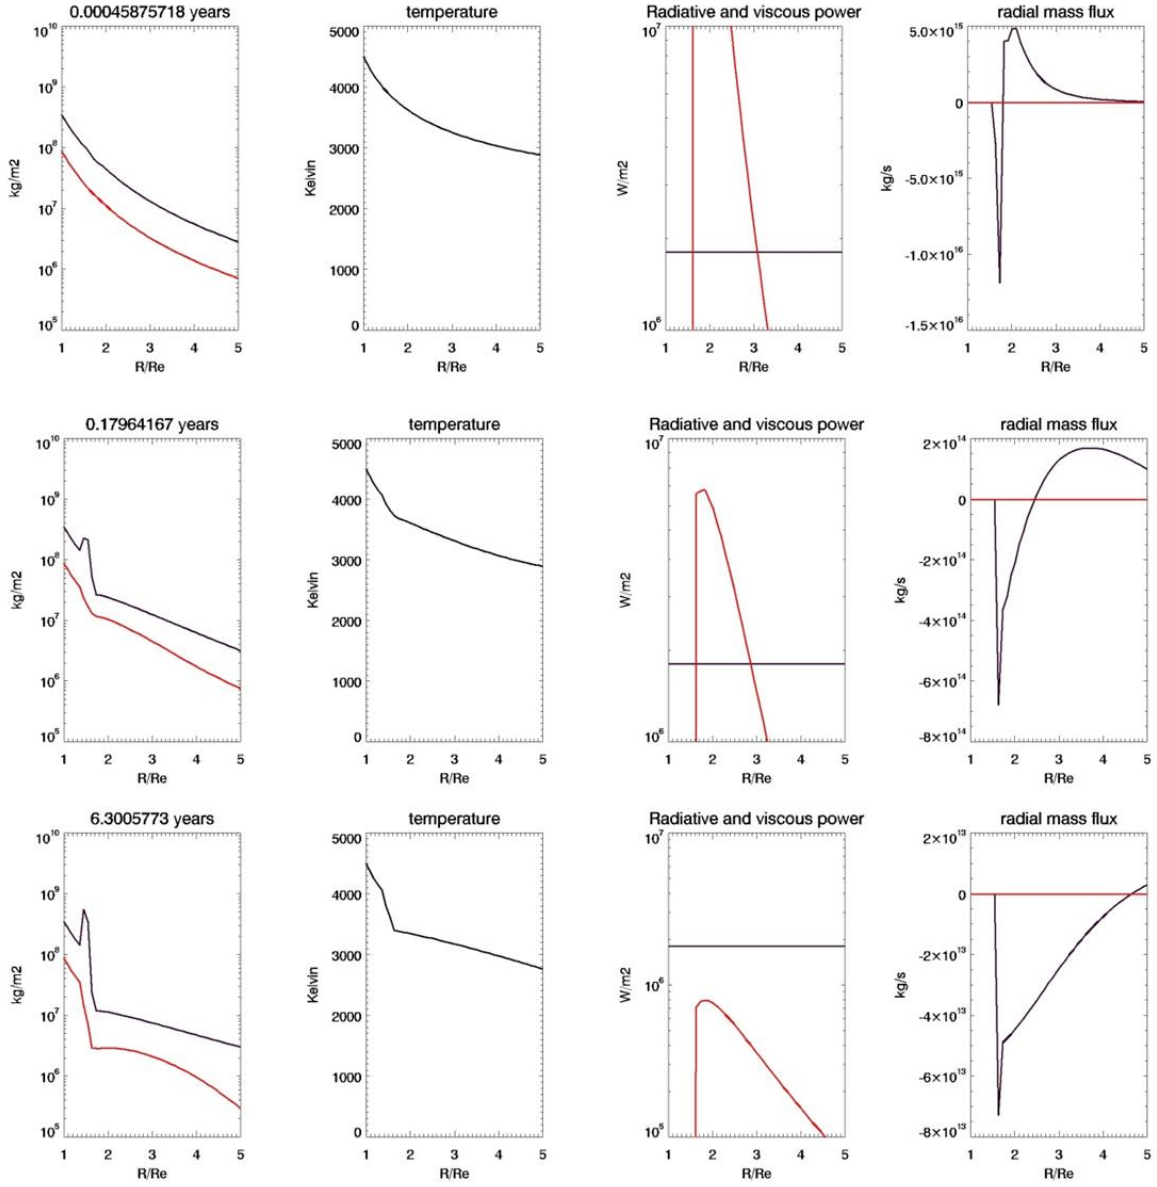 0.00045875718 years
10^10
10^9
10^8
10^7
10^6
10^5
kg/m2
1 2 3 4 5
R/Re
temperature
5000
4000
3000
2000
1000
0
Kelvin
1 2 3 4 5
R/Re
Radiative and viscous power
10^7
10^6
W/m2
1 2 3 4 5
R/Re
radial mass flux
5.0×10^15
0
-5.0×10^15
-1.0×10^16
-1.5×10^16
kg/s
1 2 3 4 5
R/Re
0.17964167 years
10^10
10^9
10^8
10^7
10^6
10^5
kg/m2
1 2 3 4 5
R/Re
temperature
5000
4000
3000
2000
1000
0
Kelvin
1 2 3 4 5
R/Re
Radiative and viscous power
10^7
10^6
W/m2
1 2 3 4 5
R/Re
radial mass flux
2×10^14
0
-2×10^14
-4×10^14
-6×10^14
-8×10^14
kg/s
1 2 3 4 5
R/Re
6.3005773 years
10^10
10^9
10^8
10^7
10^6
10^5
kg/m2
1 2 3 4 5
R/Re
temperature
5000
4000
3000
2000
1000
0
Kelvin
1 2 3 4 5
R/Re
Radiative and viscous power
10^7
10^6
10^5
W/m2
1 2 3 4 5
R/Re
radial mass flux
2×10^13
0
-2×10^13
-4×10^13
-6×10^13
-8×10^13
kg/s
1 2 3 4 5
R/Re